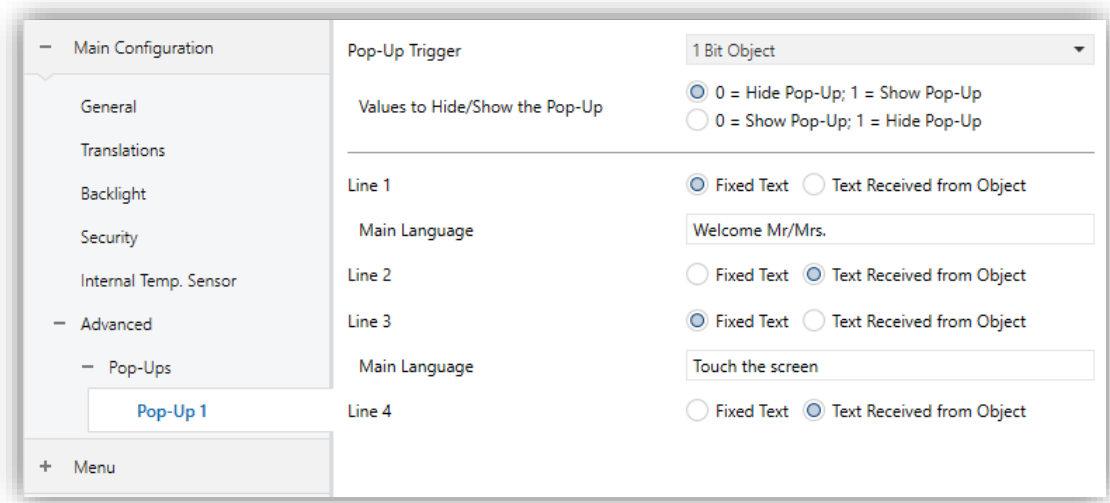 Main Configuration
General
Translations
Backlight
Security
Internal Temp. Sensor
Advanced
Pop-Ups
Pop-Up 1
Menu
Pop-Up Trigger
1 Bit Object
Values to Hide/Show the Pop-Up
0 = Hide Pop-Up; 1 = Show Pop-Up
0 = Show Pop-Up; 1 = Hide Pop-Up
Line 1
Fixed Text Text Received from Object
Main Language
Welcome Mr/Mrs.
Line 2
Fixed Text Text Received from Object
Line 3
Fixed Text Text Received from Object
Main Language
Touch the screen
Line 4
Fixed Text Text Received from Object